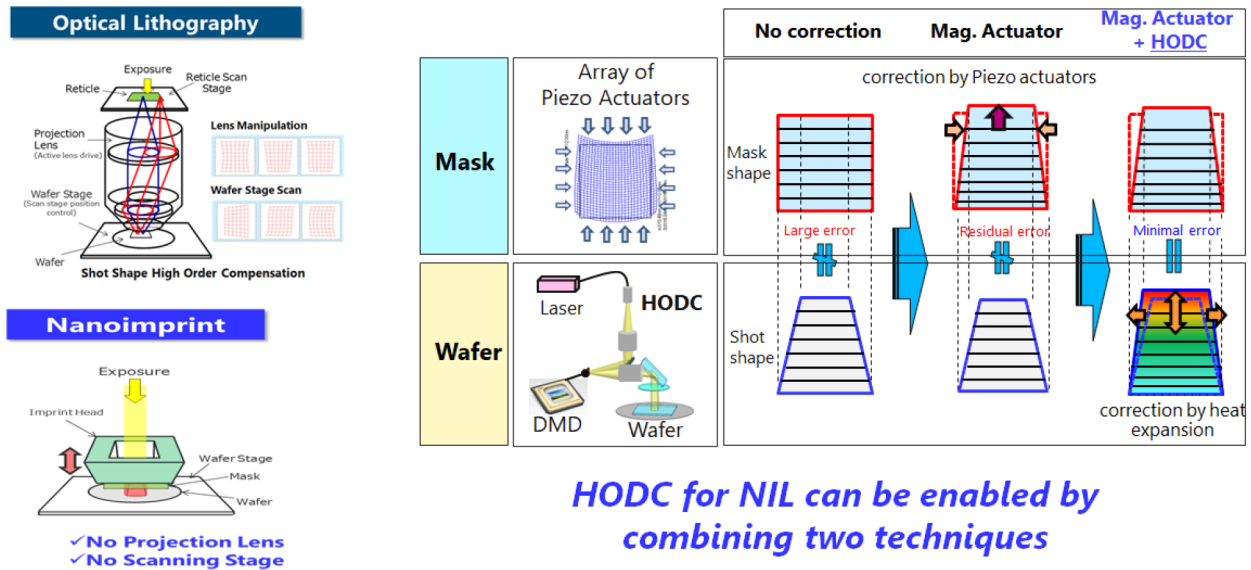 Optical Lithography
Exposure
Reticle Scan
Stage
Reticle
Projection
Lens
(Active lens drive)
Wafer Stage
(Scan stage position
control)
Wafer
Lens Manipulation
Wafer Stage Scan
Shot Shape High Order Compensation
Nanoimprint
Exposure
Imprint Head
Wafer Stage
Mask
Wafer
✓No Projection Lens
✓No Scanning Stage
No correction
Mag. Actuator
Mag. Actuator
+ HODC
Mask
Array of
Piezo Actuators
correction by Piezo actuators
Mask
shape
Large error
Residual error
Minimal error
Wafer
Laser
HODC
DMD
Wafer
Shot
shape
correction by heat
expansion
HODC for NIL can be enabled by
combining two techniques